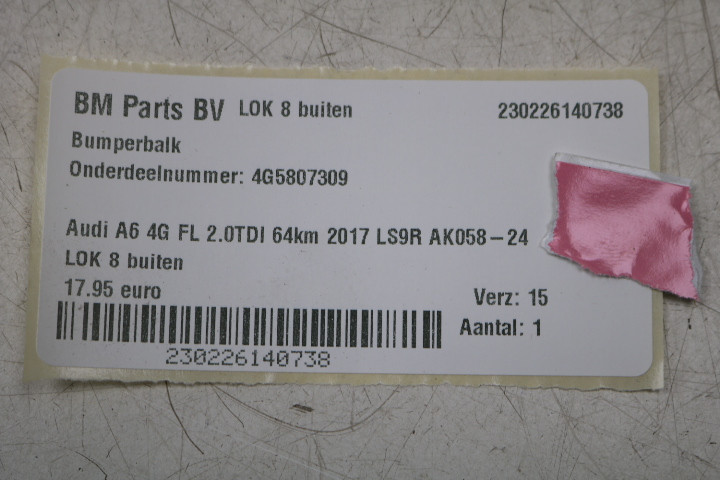 BM Parts BV LOK 8 buiten 230226140738
Bumperbalk
Onderdeelnummer: 4G5807309
Audi A6 4G FL 2.0TDI 64km 2017 LS9R AK058-24
LOK 8 buiten
17.95 euro
Verz: 15
Aantal: 1
230226140738